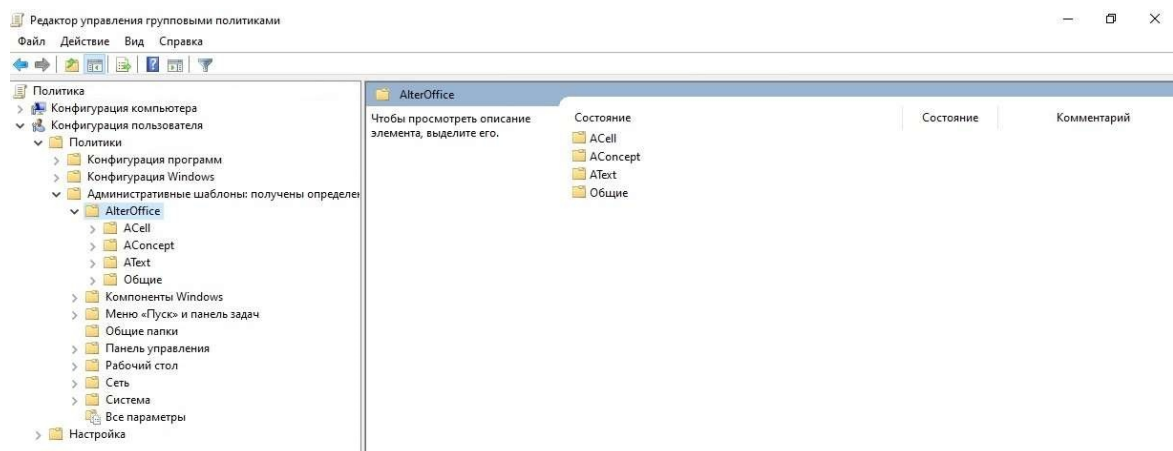 Редактор управления групповыми политиками
Файл Действие Вид Справка
Политика
Конфигурация компьютера
Конфигурация пользователя
Политики
Конфигурация программ
Конфигурация Windows
Административные шаблоны: получены определен
AlterOffice
ACell
AConcept
AText
Общие
Компоненты Windows
Меню «Пуск» и панель задач
Общие папки
Панель управления
Рабочий стол
Сеть
Система
Все параметры
Настройка
AlterOffice
Чтобы просмотреть описание
элемента, выделите его.
Состояние Состояние Комментарий
ACell
AConcept
AText
Общие